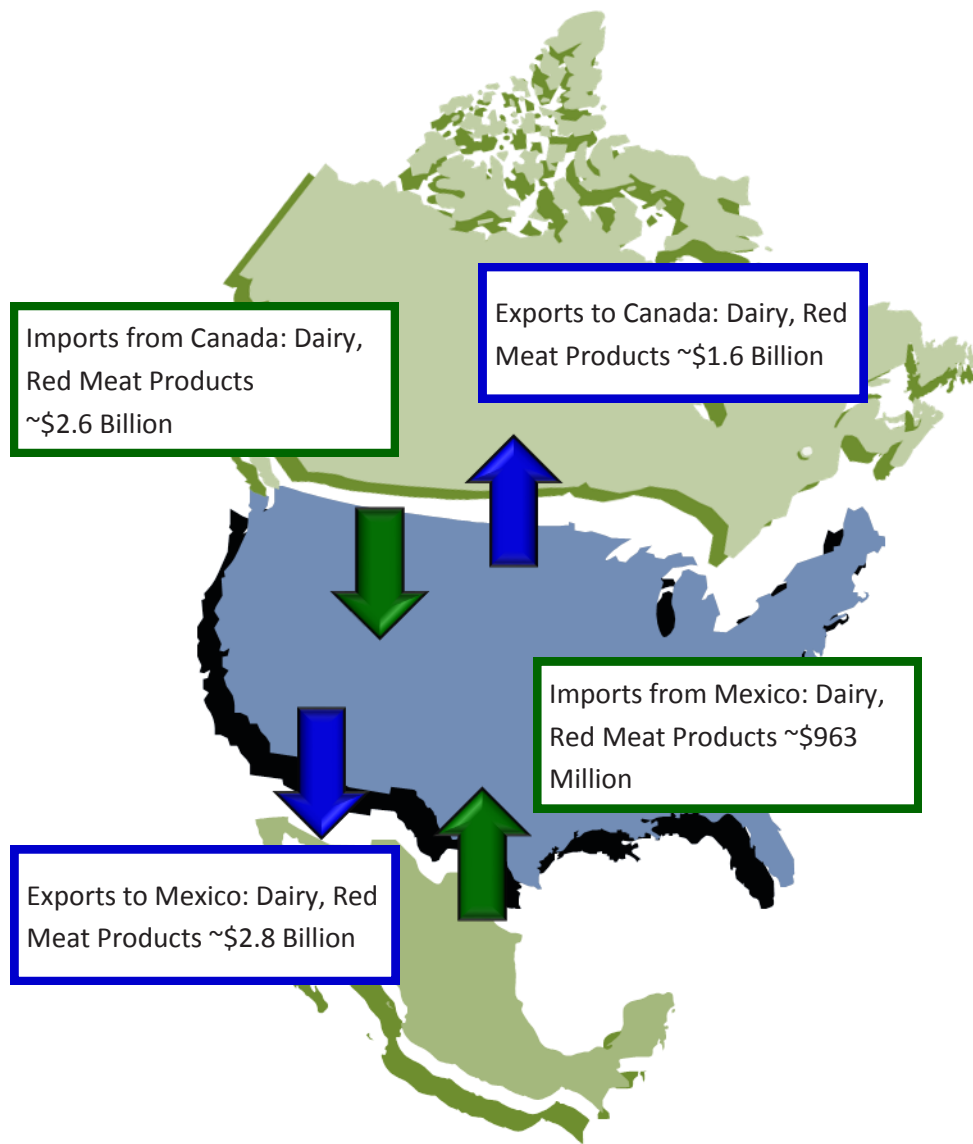 Imports from Canada: Dairy,
Red Meat Products
~$2.6 Billion
Exports to Canada: Dairy, Red
Meat Products ~$1.6 Billion
Imports from Mexico: Dairy,
Red Meat Products ~$963
Million
Exports to Mexico: Dairy, Red
Meat Products ~$2.8 Billion